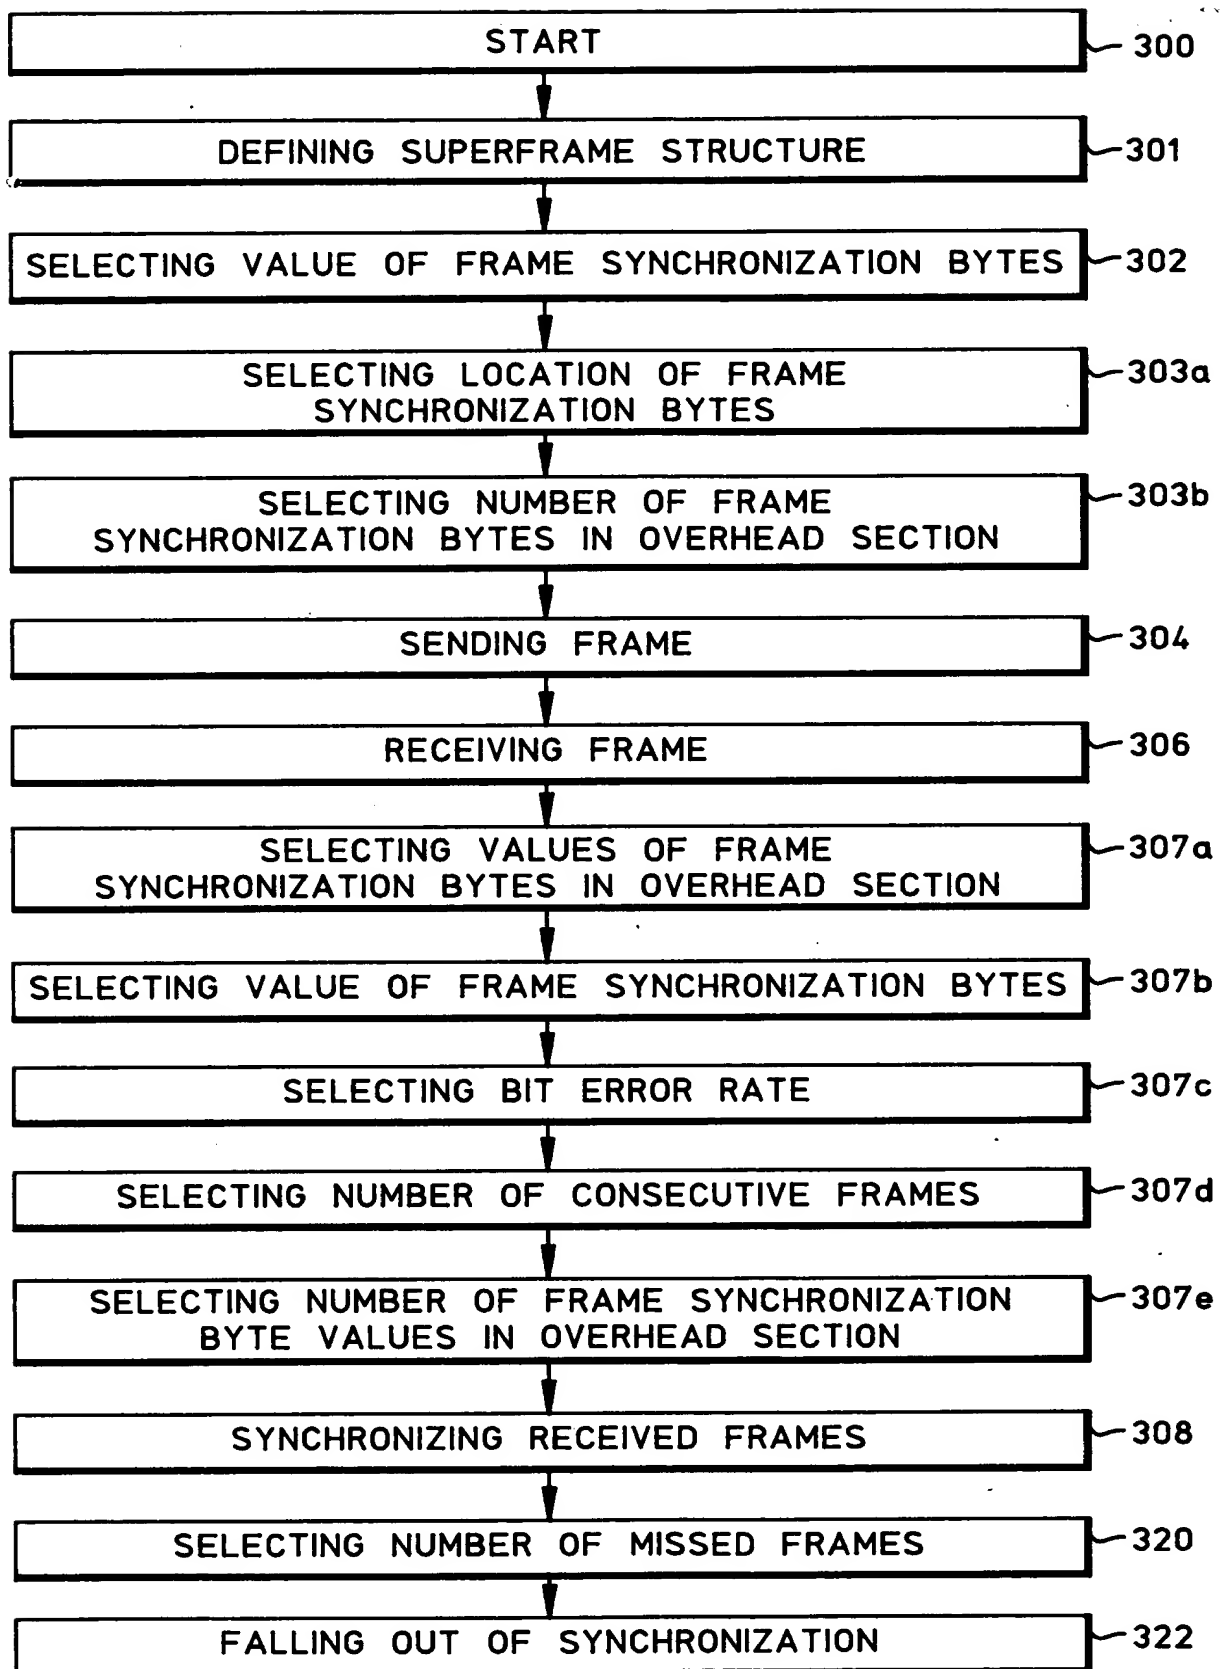 START
300
DEFINING SUPERFRAME STRUCTURE
301
SELECTING VALUE OF FRAME SYNCHRONIZATION BYTES
302
SELECTING LOCATION OF FRAME
SYNCHRONIZATION BYTES
303a
SELECTING NUMBER OF FRAME
SYNCHRONIZATION BYTES IN OVERHEAD SECTION
303b
SENDING FRAME
304
RECEIVING FRAME
306
SELECTING VALUES OF FRAME
SYNCHRONIZATION BYTES IN OVERHEAD SECTION
307a
SELECTING VALUE OF FRAME SYNCHRONIZATION BYTES
307b
SELECTING BIT ERROR RATE
307c
SELECTING NUMBER OF CONSECUTIVE FRAMES
307d
SELECTING NUMBER OF FRAME SYNCHRONIZATION
BYTE VALUES IN OVERHEAD SECTION
307e
SYNCHRONIZING RECEIVED FRAMES
308
SELECTING NUMBER OF MISSED FRAMES
320
FALLING OUT OF SYNCHRONIZATION
322